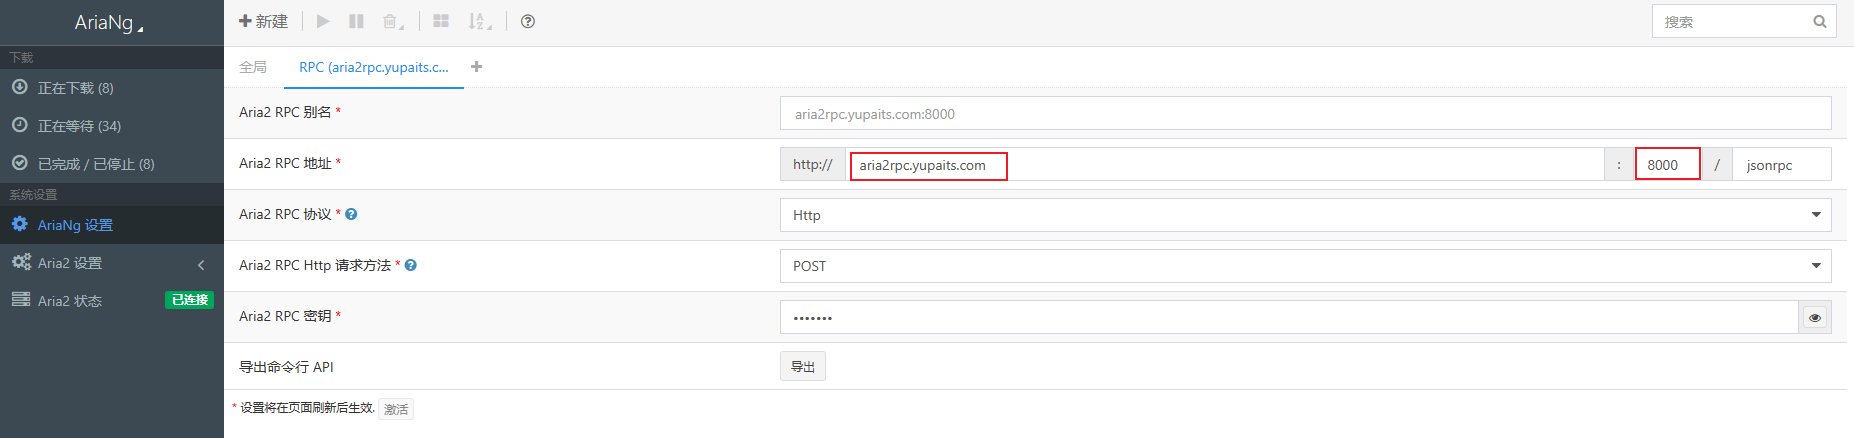 AriaNg
新建
搜索
下载
正在下载 (8)
正在等待 (34)
已完成 / 已停止 (8)
系统设置
AriaNg 设置
Aria2 设置
Aria2 状态 已连接
全局 RPC (aria2rpc.yupaits.c...
Aria2 RPC 别名 * aria2rpc.yupaits.com:8000
Aria2 RPC 地址 * http:// aria2rpc.yupaits.com : 8000 / jsonrpc
Aria2 RPC 协议 * Http
Aria2 RPC Http 请求方法 * POST
Aria2 RPC 密钥 * •••••••
导出命令行 API 导出
* 设置将在页面刷新后生效. 激活